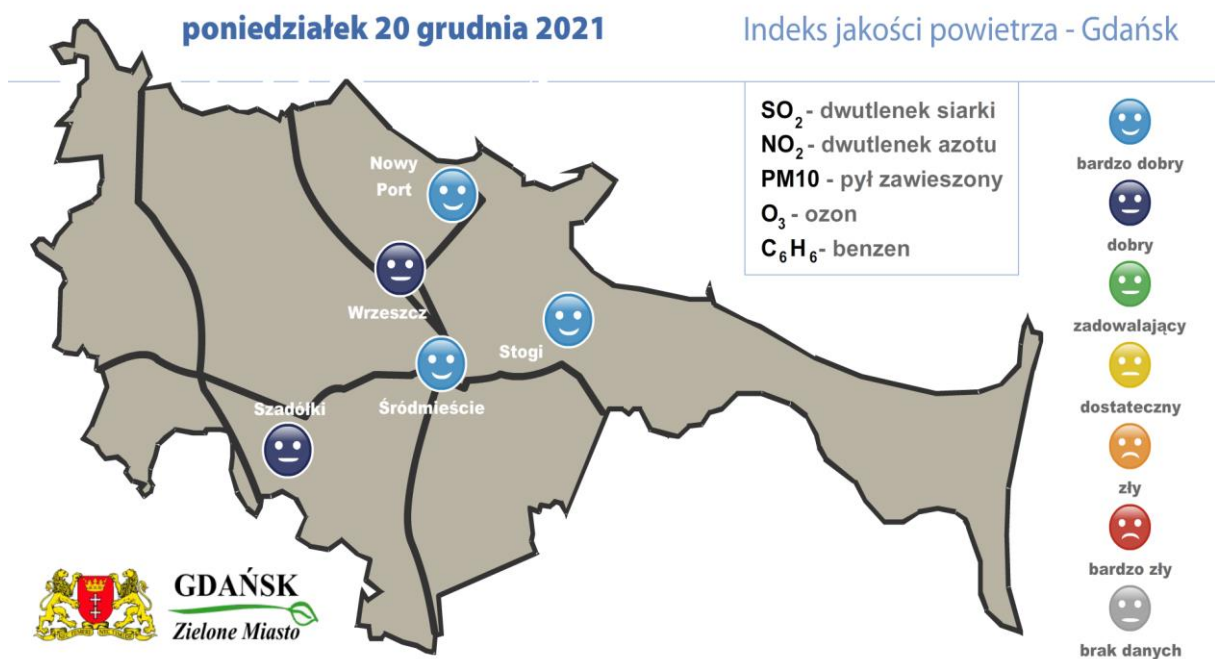 poniedziałek 20 grudnia 2021
Indeks jakości powietrza - Gdańsk
SO2 - dwutlenek siarki
NO2 - dwutlenek azotu
PM10 - pył zawieszony
O3 - ozon
C6H6 - benzen
bardzo dobry
dobry
zadowalający
dostateczny
zły
bardzo zły
brak danych
Nowy
Port
Wrzeszcz
Stogi
Śródmieście
Szadółki
GDAŃSK
Zielone Miasto